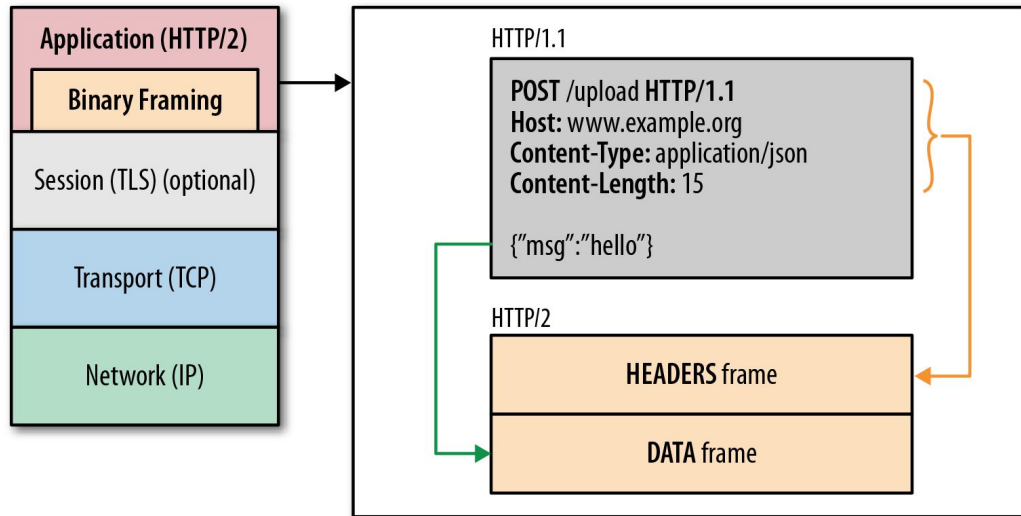 Application (HTTP/2)
Binary Framing
Session (TLS) (optional)
Transport (TCP)
Network (IP)
HTTP/1.1
POST /upload HTTP/1.1
Host: www.example.org
Content-Type: application/json
Content-Length: 15
{”msg”:”hello”}
HTTP/2
HEADERS frame
DATA frame